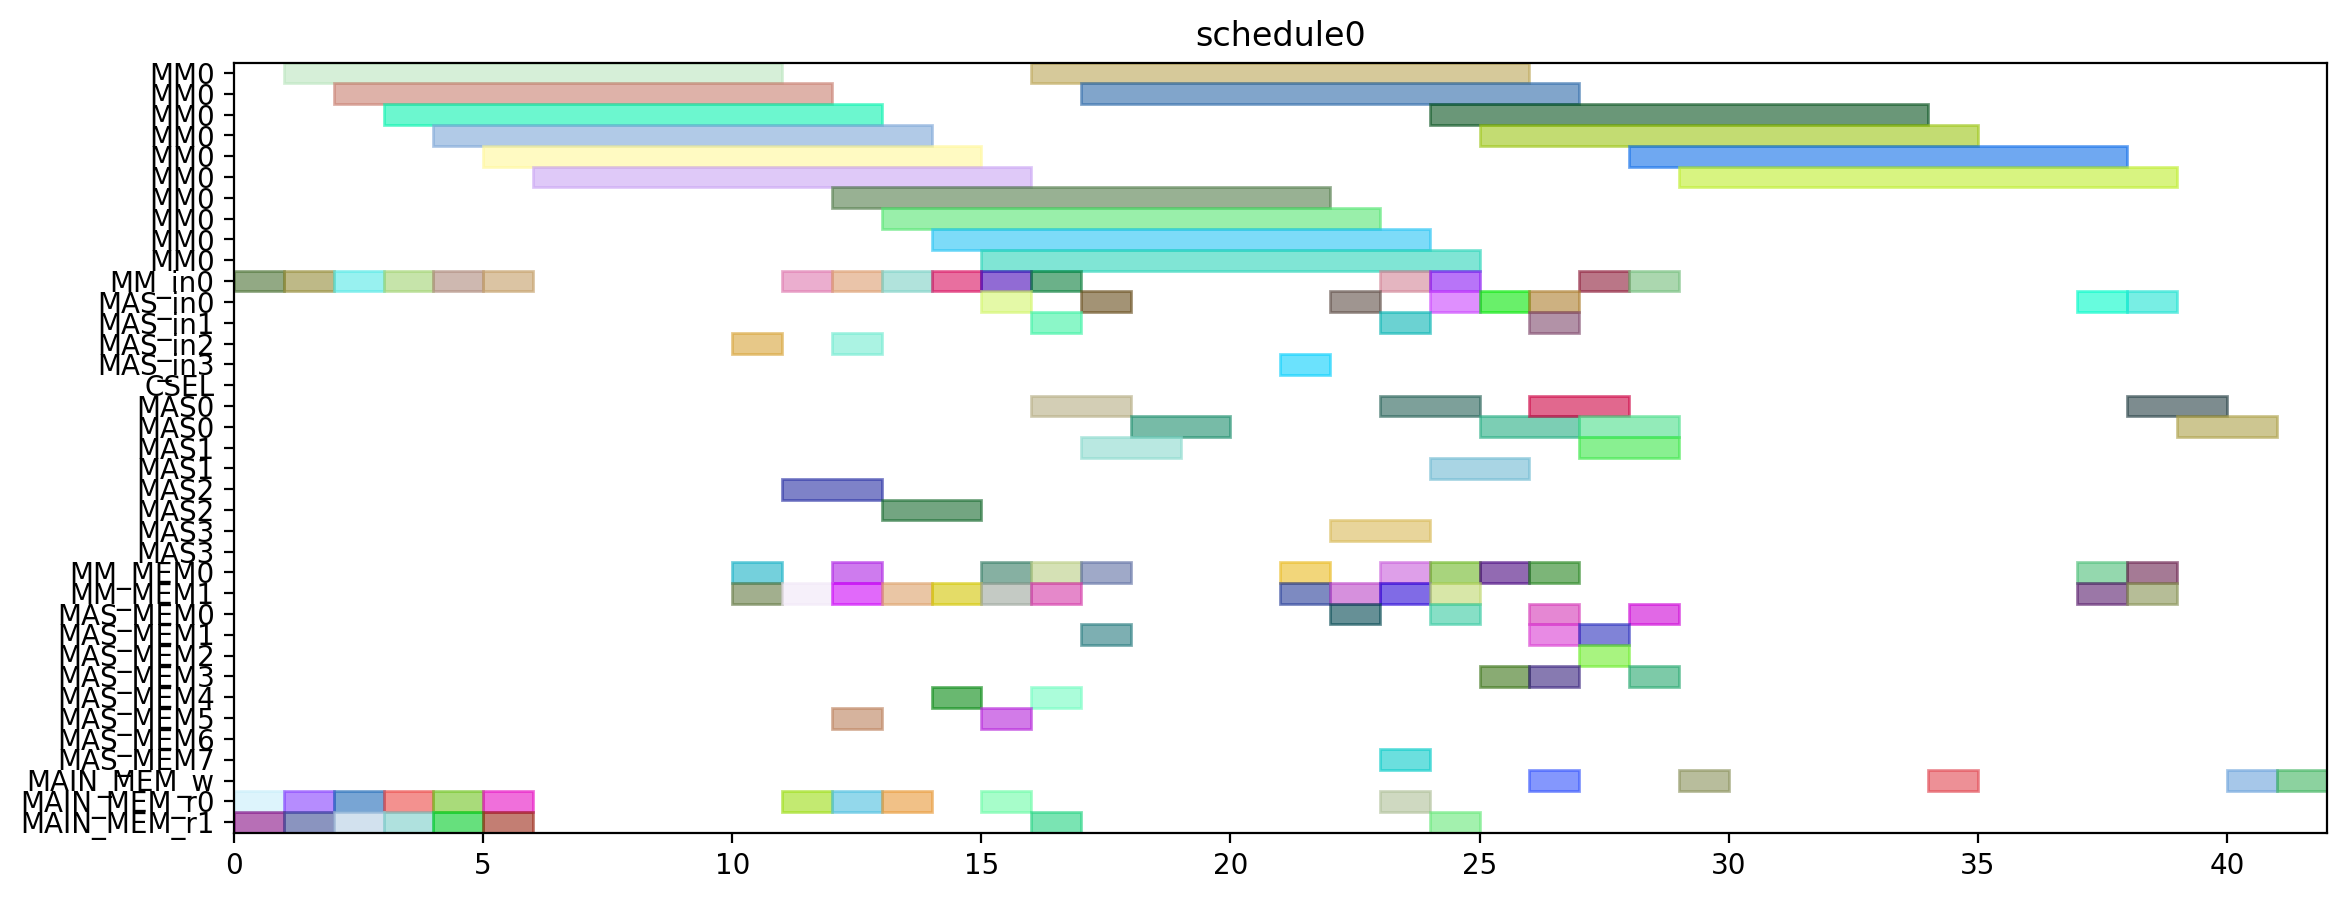 schedule0
MM0
MM0
MM0
MM0
MM0
MM0
MM0
MM0
MM0
MM0
MM_in0
MAS_in0
MAS_in1
MAS_in2
MAS_in3
CSEL
MAS0
MAS0
MAS1
MAS1
MAS2
MAS2
MAS3
MAS3
MM_MEM0
MM_MEM1
MAS_MEM0
MAS_MEM1
MAS_MEM2
MAS_MEM3
MAS_MEM4
MAS_MEM5
MAS_MEM6
MAS_MEM7
MAIN_MEM_w
MAIN_MEM_r0
MAIN_MEM_r1
0 5 10 15 20 25 30 35 40